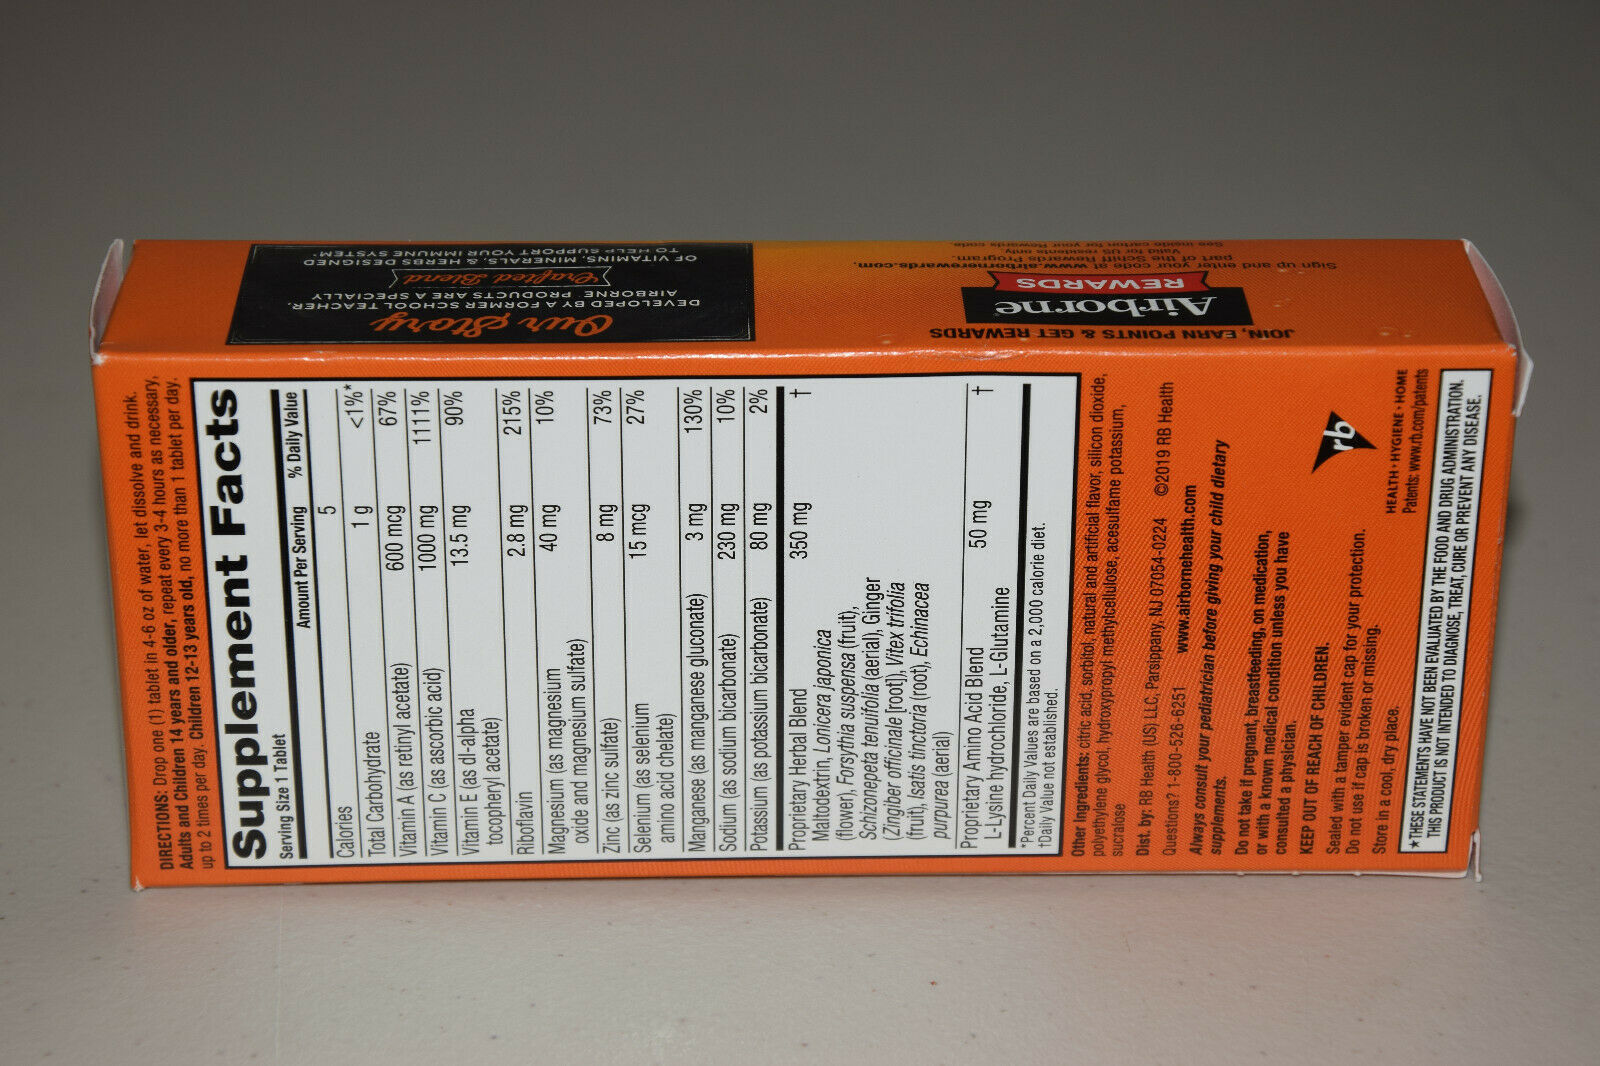 DIRECTIONS: Drop one (1) tablet in 4-6 oz of water, let dissolve and drink.
Adults and Children 14 years and older, repeat every 3-4 hours as necessary,
up to 2 times per day. Children 12-13 years old, no more than 1 tablet per day.
Supplement Facts
Serving Size 1 Tablet
Amount Per Serving % Daily Value
Calories 5
Total Carbohydrate 1 g <1%*
Vitamin A (as retinyl acetate) 600 mcg 67%
Vitamin C (as ascorbic acid) 1000 mg 1111%
Vitamin E (as dl-alpha 13.5 mg 90%
tocopheryl acetate)
Riboflavin 2.8 mg 215%
Magnesium (as magnesium 40 mg 10%
oxide and magnesium sulfate)
Zinc (as zinc sulfate) 8 mg 73%
Selenium (as selenium 15 mcg 27%
amino acid chelate)
Manganese (as manganese gluconate) 3 mg 130%
Sodium (as sodium bicarbonate) 230 mg 10%
Potassium (as potassium bicarbonate) 80 mg 2%
Proprietary Herbal Blend 350 mg †
Maltodextrin, Lonicera japonica
(flower), Forsythia suspensa (fruit),
Schizonepeta tenuifolia (aerial), Ginger
(Zingiber officinale [root]), Vitex trifolia
(fruit), Isatis tinctoria (root), Echinacea
purpurea (aerial)
Proprietary Amino Acid Blend 50 mg †
L-Lysine hydrochloride, L-Glutamine
*Percent Daily Values are based on a 2,000 calorie diet.
†Daily Value not established.
Other Ingredients: citric acid, sorbitol, natural and artificial flavor, silicon dioxide,
polyethylene glycol, hydroxypropyl methylcellulose, acesulfame potassium,
sucralose
Dist. by: RB Health (US) LLC, Parsippany, NJ 07054-0224 ©2019 RB Health
Questions? 1-800-526-6251 www.airbornehealth.com
Always consult your pediatrician before giving your child dietary
supplements.
Do not take if pregnant, breastfeeding, on medication,
or with a known medical condition unless you have
consulted a physician.
KEEP OUT OF REACH OF CHILDREN.
Sealed with a tamper evident cap for your protection.
Do not use if cap is broken or missing.
Store in a cool, dry place.
rb
HEALTH • HYGIENE • HOME
Patents: www.rb.com/patents
*THESE STATEMENTS HAVE NOT BEEN EVALUATED BY THE FOOD AND DRUG ADMINISTRATION.
THIS PRODUCT IS NOT INTENDED TO DIAGNOSE, TREAT, CURE OR PREVENT ANY DISEASE.
JOIN, EARN POINTS & GET REWARDS
Airborne
REWARDS
Sign up and enter your code at www.airbornerewards.com,
part of the Schiff Rewards Program.
Valid for US residents only.
See inside carton for your Rewards code.
Our Story
DEVELOPED BY A FORMER SCHOOL TEACHER,
AIRBORNE PRODUCTS ARE A SPECIALLY
Crafted Blend
OF VITAMINS, MINERALS, & HERBS DESIGNED
TO HELP SUPPORT YOUR IMMUNE SYSTEM*